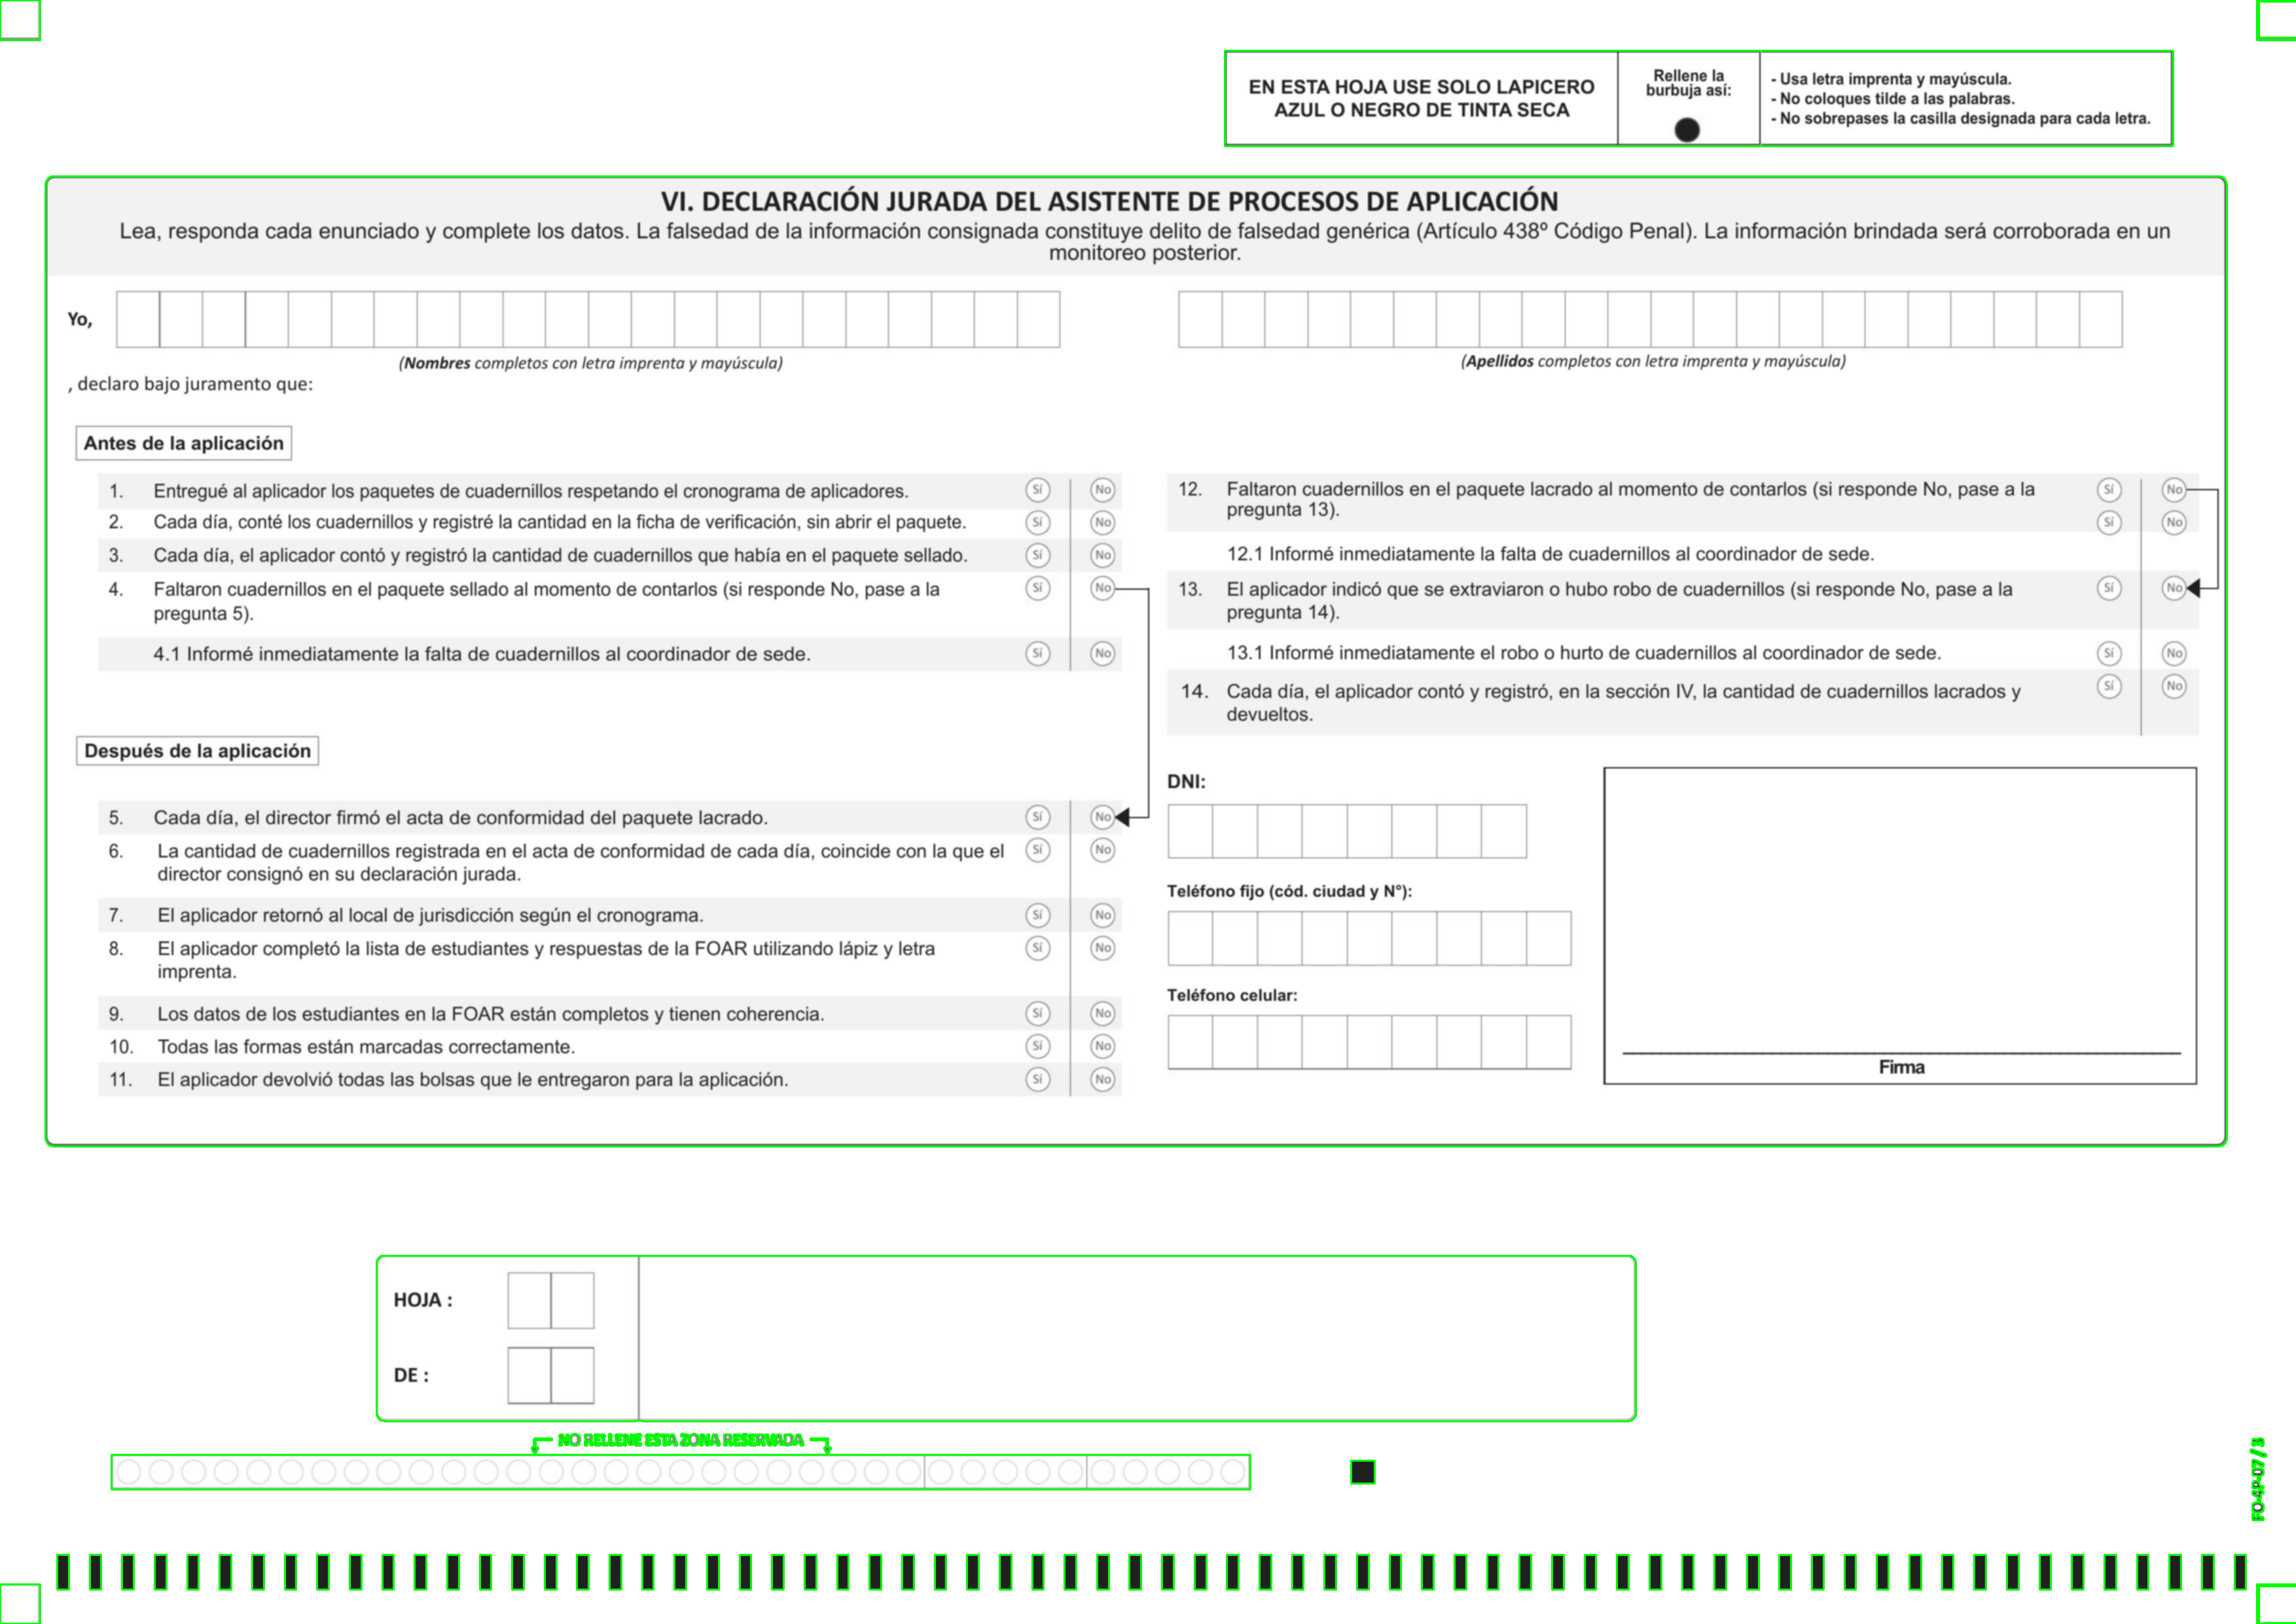 EN ESTA HOJA USE SOLO LAPICERO
AZUL O NEGRO DE TINTA SECA
Rellene la
burbuja así:
- Usa letra imprenta y mayúscula.
- No coloques tilde a las palabras.
- No sobrepases la casilla designada para cada letra.
VI. DECLARACIÓN JURADA DEL ASISTENTE DE PROCESOS DE APLICACIÓN
Lea, responda cada enunciado y complete los datos. La falsedad de la información consignada constituye delito de falsedad genérica (Artículo 438º Código Penal). La información brindada será corroborada en un
monitoreo posterior.
Yo,
(Nombres completos con letra imprenta y mayúscula)
(Apellidos completos con letra imprenta y mayúscula)
, declaro bajo juramento que:
Antes de la aplicación
1. Entregué al aplicador los paquetes de cuadernillos respetando el cronograma de aplicadores. Sí No
2. Cada día, conté los cuadernillos y registré la cantidad en la ficha de verificación, sin abrir el paquete. Sí No
3. Cada día, el aplicador contó y registró la cantidad de cuadernillos que había en el paquete sellado. Sí No
4. Faltaron cuadernillos en el paquete sellado al momento de contarlos (si responde No, pase a la Sí No
pregunta 5).
4.1 Informé inmediatamente la falta de cuadernillos al coordinador de sede. Sí No
Después de la aplicación
5. Cada día, el director firmó el acta de conformidad del paquete lacrado. Sí No
6. La cantidad de cuadernillos registrada en el acta de conformidad de cada día, coincide con la que el Sí No
director consignó en su declaración jurada.
7. El aplicador retornó al local de jurisdicción según el cronograma. Sí No
8. El aplicador completó la lista de estudiantes y respuestas de la FOAR utilizando lápiz y letra Sí No
imprenta.
9. Los datos de los estudiantes en la FOAR están completos y tienen coherencia. Sí No
10. Todas las formas están marcadas correctamente. Sí No
11. El aplicador devolvió todas las bolsas que le entregaron para la aplicación. Sí No
12. Faltaron cuadernillos en el paquete lacrado al momento de contarlos (si responde No, pase a la Sí No
pregunta 13). Sí No
12.1 Informé inmediatamente la falta de cuadernillos al coordinador de sede.
13. El aplicador indicó que se extraviaron o hubo robo de cuadernillos (si responde No, pase a la Sí No
pregunta 14).
13.1 Informé inmediatamente el robo o hurto de cuadernillos al coordinador de sede. Sí No
14. Cada día, el aplicador contó y registró, en la sección IV, la cantidad de cuadernillos lacrados y Sí No
devueltos.
DNI:
Teléfono fijo (cód. ciudad y N°):
Teléfono celular:
Firma
HOJA :
DE :
NO RELLENE ESTA ZONA RESERVADA
FO-4P-07 / 3